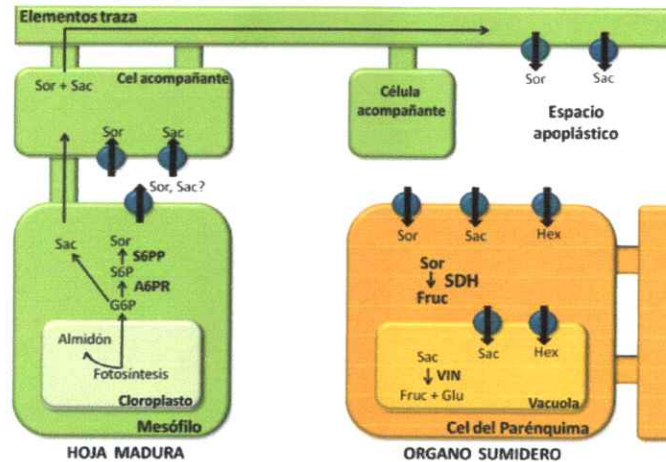 Elementos traza
Cel acompañante
Sor + Sac
Sor
Sac
Sor, Sac?
Sac
Sor
S6PP
S6P
A6PR
G6P
Almidón
Fotosíntesis
Cloroplasto
Mesófilo
HOJA MADURA
Célula
acompañante
Sor
Sac
Espacio
apoplástico
Sor
Sac
Hex
Sor
SDH
Fruc
Sac
Hex
Sac
VIN
Fruc + Glu
Vacuola
Cel del Parénquima
ORGANO SUMIDERO